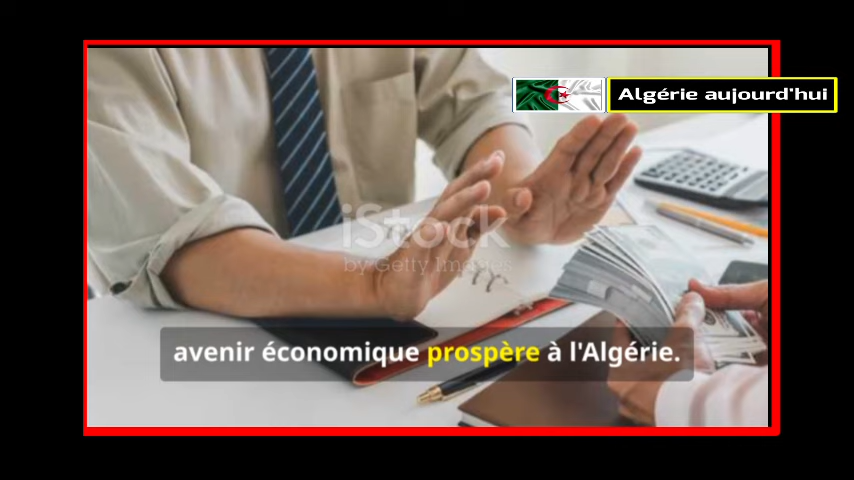 Algérie aujourd'hui
iStock
by Getty Images
avenir économique prospère à l'Algérie.